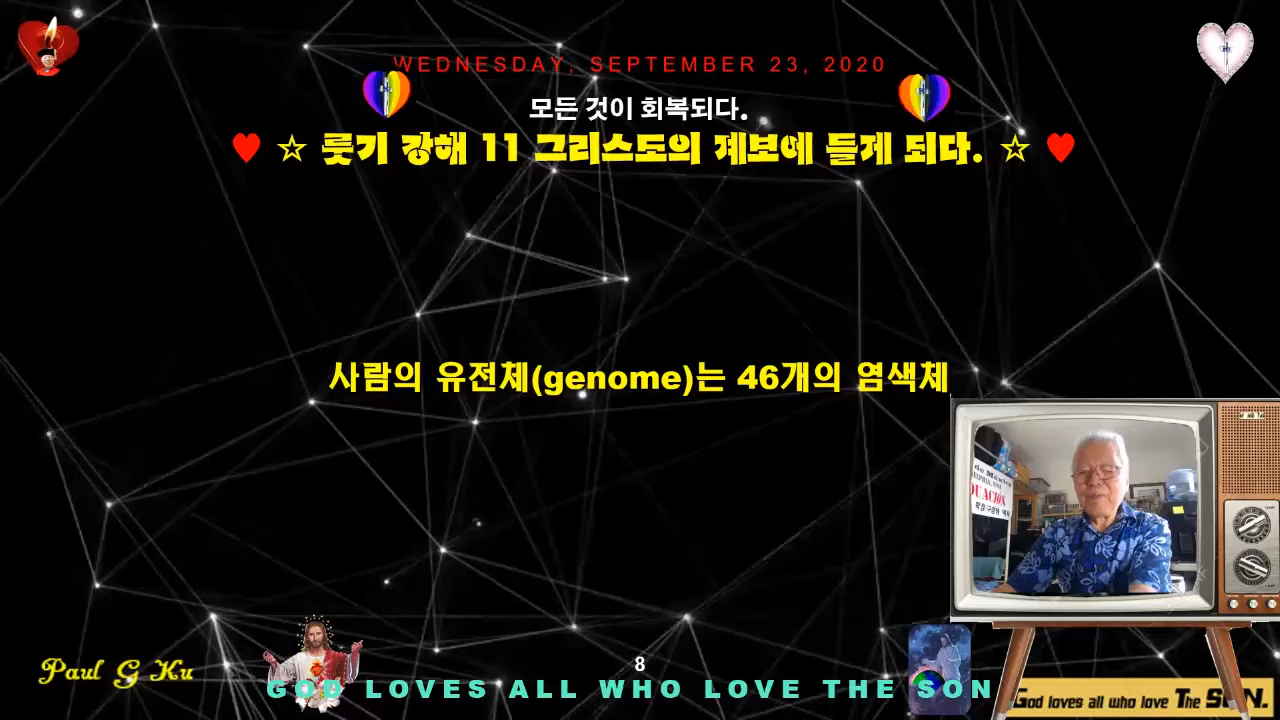 WEDNESDAY, SEPTEMBER 23, 2020
모든 것이 회복되다.
♥ ☆ 룻기 강해 11 그리스도의 계보에 들게 되다. ☆ ♥
사람의 유전체(genome)는 46개의 염색체
de México
QUACIÓN
8
Paul G Ku
GOD LOVES ALL WHO LOVE THE SON
God loves all who love The SON.